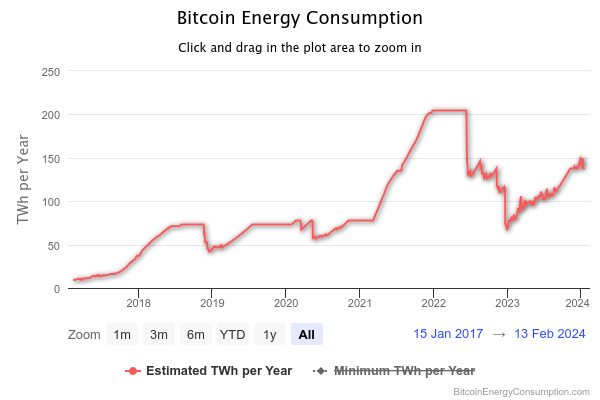 Bitcoin Energy Consumption
Click and drag in the plot area to zoom in
TWh per Year
250
200
150
100
50
0
2018 2019 2020 2021 2022 2023 2024
Zoom 1m 3m 6m YTD 1y All 15 Jan 2017 → 13 Feb 2024
Estimated TWh per Year Minimum TWh per Year
BitcoinEnergyConsumption.com